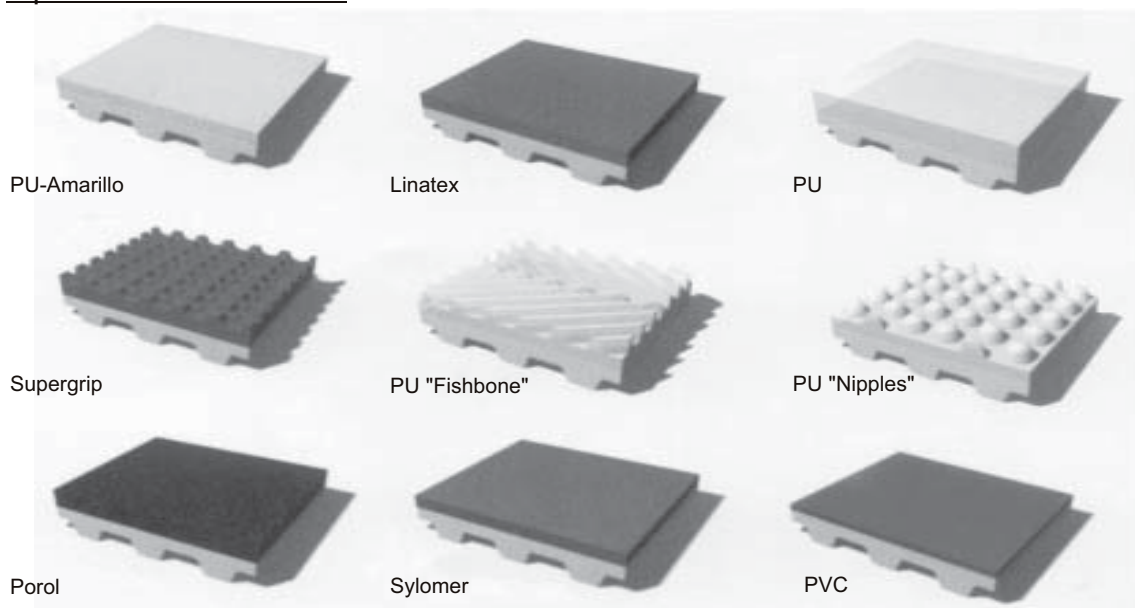 PU-Amarillo
Linatex
PU
Supergrip
PU "Fishbone"
PU "Nipples"
Porol
Sylomer
PVC